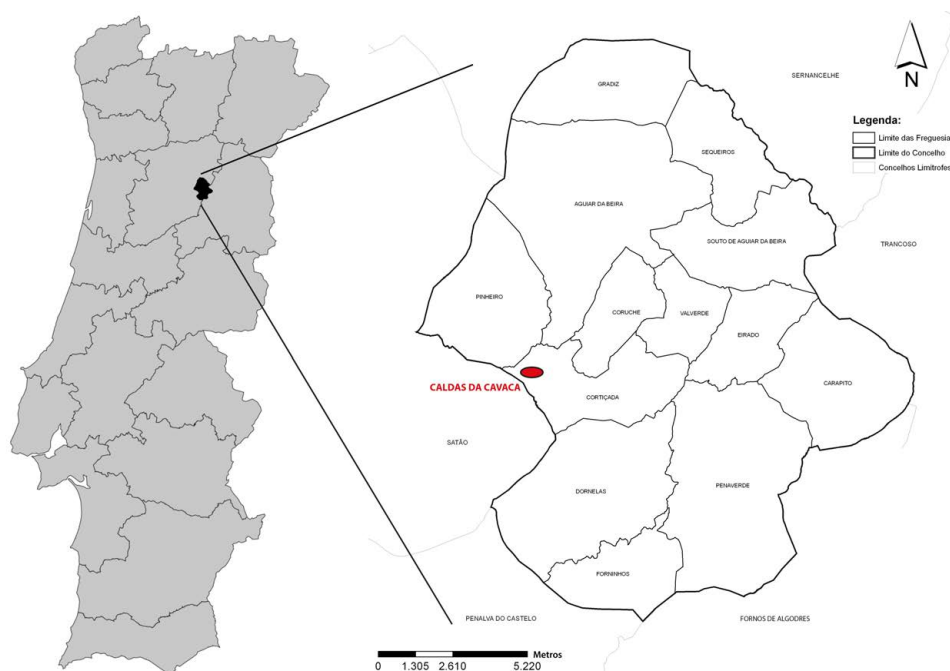 SERNANCELHE
N
GRADIZ
Legenda:
Limite das Freguesia
Limite do Concelho
Concelhos Limítrofes
SEQUEIROS
AGUIAR DA BEIRA
SOUTO DE AGUIAR DA BEIRA
TRANCOSO
PINHEIRO
CORUCHE
VALVERDE
EIRADO
CALDAS DA CAVACA
CARAPITO
CORTIÇADA
SATÃO
DORNELAS
PENAVERDE
FORNINHOS
PENALVA DO CASTELO
FORNOS DE ALGODRES
Metros
0 1.305 2.610 5.220